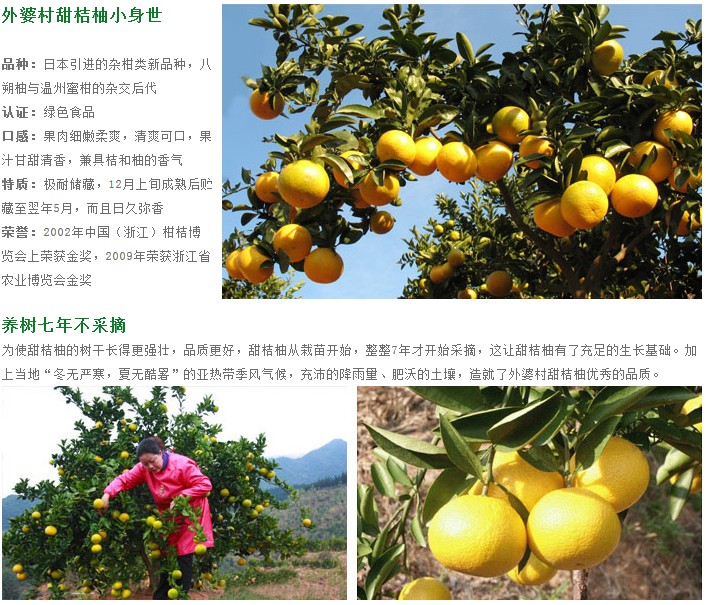 外婆村甜桔柚小身世
品种：日本引进的杂柑类新品种，八
朔柚与温州蜜柑的杂交后代
认证：绿色食品
口感：果肉细嫩柔爽，清爽可口，果
汁甘甜清香，兼具桔和柚的香气
特质：极耐储藏，12月上旬成熟后贮
藏至翌年5月，而且日久弥香
荣誉：2002年中国（浙江）柑桔博
览会上荣获金奖，2009年荣获浙江省
农业博览会金奖
养树七年不采摘
为使甜桔柚的树干长得更强壮，品质更好，甜桔柚从栽苗开始，整整7年才开始采摘，这让甜桔柚有了充足的生长基础。加
上当地“冬无严寒，夏无酷暑”的亚热带季风气候，充沛的降雨量、肥沃的土壤，造就了外婆村甜桔柚优秀的品质。